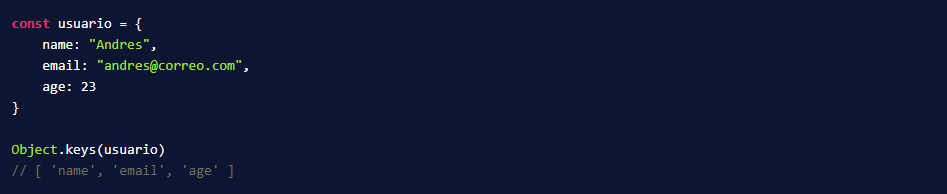 const usuario = {
    name: "Andres",
    email: "andres@correo.com",
    age: 23
}

Object.keys(usuario)
// [ 'name', 'email', 'age' ]